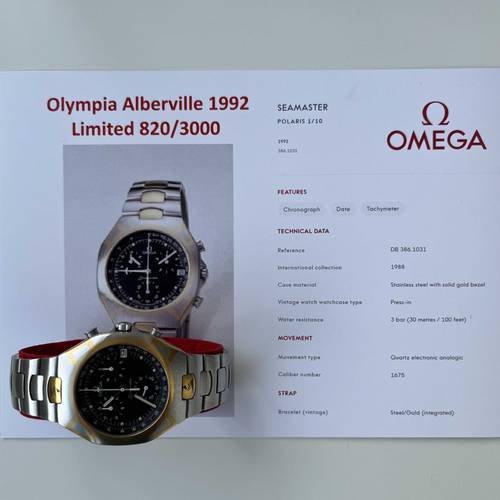 Olympia Alberville 1992
Limited 820/3000
SEAMASTER
POLARIS 1/10
1992
386.1031
Ω
OMEGA
FEATURES
Chronograph Date Tachymeter
TECHNICAL DATA
Reference DB 386.1031
International collection 1988
Case material Stainless steel with solid gold bezel
Vintage watch watchcase type Press-in
Water resistance 3 bar (30 metres / 100 feet)
MOVEMENT
Movement type Quartz electronic analogic
Caliber number 1675
STRAP
Bracelet (vintage) Steel/Gold (integrated)